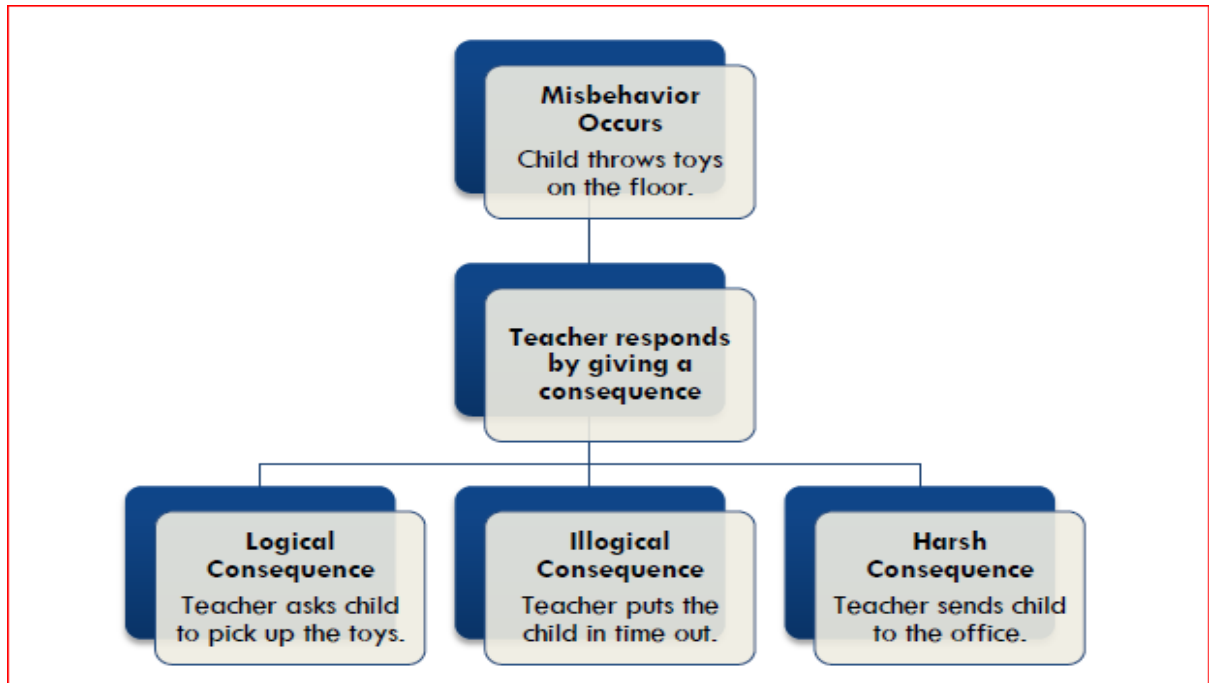 Misbehavior
Occurs
Child throws toys
on the floor.
Teacher responds
by giving a
consequence
Logical
Consequence
Teacher asks child
to pick up the toys.
Illogical
Consequence
Teacher puts the
child in time out.
Harsh
Consequence
Teacher sends child
to the office.